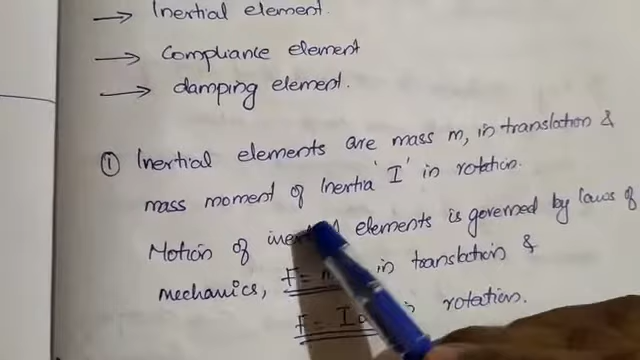 → Inertial element.
→ Compliance element
→ damping element.
① Inertial elements are mass m, in translation &
mass moment of Inertia 'I' in rotation.
Motion of elements is governed by laws of
mechanics, F = in translation &
F = I rotation.